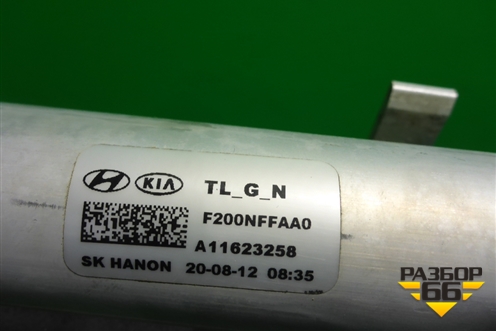 KIA TL_G_N
F200NFFAA0
A11623258
SK HANON 20-08-12 08:35
РАЗБОР
66